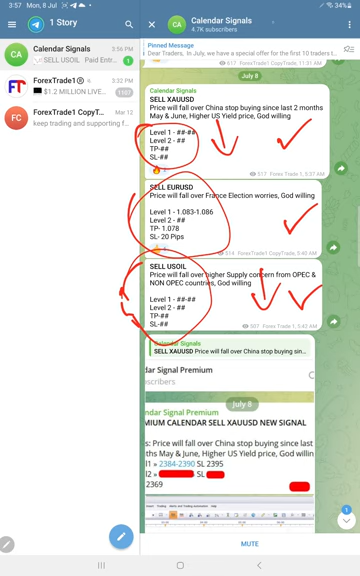 3:57 Mon, 8 Jul
1 Story
CA
Calendar Signals
3:56 PM
SELL USOIL Paid Entr...
1
FT
ForexTrade1
3:32 PM
$1.2 MILLION LIVE...
FC
ForexTrade1 CopyT...
Mar 12
keep trading and supporting f...
CA
Calendar Signals
4.7K subscribers
Pinned Message
Dear Traders, In July, we have a special offer for the first 10 traders t...
617 ForexTrade1 CopyTrade, 11:31 AM
July 8
Calendar Signals
SELL XAUUSD
Price will fall over China stop buying since last 2 months
May & June, Higher US Yield price, God willing
Level 1 - ##-##
Level 2 - ##
TP-##
SL-##
517 Forex Trade 1, 5:37 AM
SELL EURUSD
Price will fall over France Election worries, God willing
Level 1 - 1.083-1.086
Level 2 - ##
TP- 1.078
SL- 20 Pips
514 ForexTrade1 CopyTrade, 5:40 AM
SELL USOIL
Price will fall over higher Supply concern from OPEC &
NON OPEC countries, God willing
Level 1 - ##-##
Level 2 - ##
TP-##
SL-##
507 Forex Trade 1, 5:42 AM
Calendar Signals
SELL XAUUSD Price will fall over China stop buying sin...
dar Signal Premium
scribers
July 8
ndar Signal Premium
MIUM CALENDAR SELL XAUUSD NEW SIGNAL
s: Price will fall over China stop buying since last
ths May & June, Higher US Yield price, God willin
l1 » 2384-2390 SL 2395
l2 »
SL
2369
1
MUTE